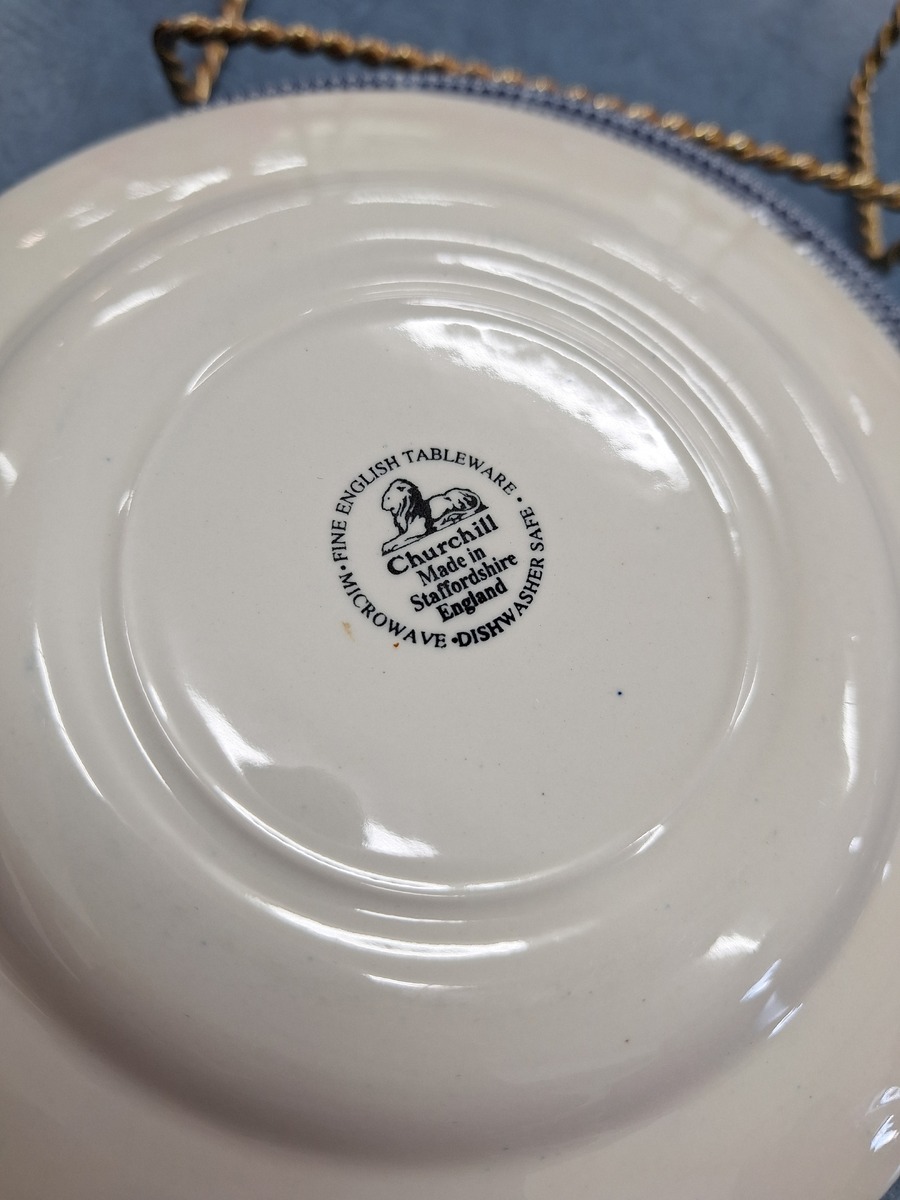 • FINE ENGLISH TABLEWARE •
Churchill
Made in
Staffordshire
England
MICROWAVE • DISHWASHER SAFE •